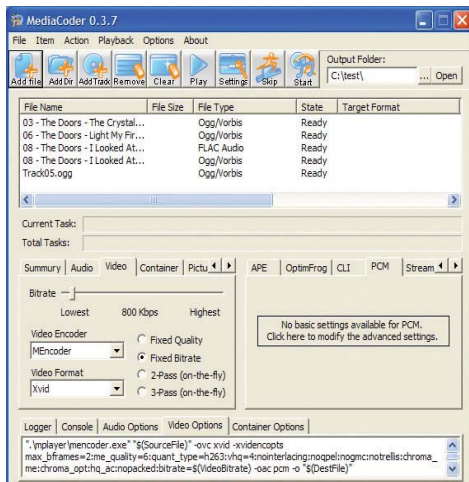 MediaCoder 0.3.7
File Item Action Playback Options About
Add file Add Dir Add Track Remove Clear Play Settings Skip Start
Output Folder:
C:\test\ ... Open
File Name File Size File Type State Target Format
03 - The Doors - The Crystal... Ogg/Vorbis Ready
06 - The Doors - Light My Fir... Ogg/Vorbis Ready
08 - The Doors - I Looked At... FLAC Audio Ready
08 - The Doors - I Looked At... Ogg/Vorbis Ready
Track05.ogg Ogg/Vorbis Ready
Current Task:
Total Tasks:
Summury Audio Video Container Pictu
Bitrate
Lowest 800 Kbps Highest
Video Encoder
MEncoder
Video Format
Xvid
Fixed Quality
Fixed Bitrate
2-Pass (on-the-fly)
3-Pass (on-the-fly)
APE OptimFrog CLI PCM Stream
No basic settings available for PCM.
Click here to modify the advanced settings.
Logger Console Audio Options Video Options Container Options
".\mplayer\mencoder.exe" "$(SourceFile)" -ovc xvid -xvidencopts
max_bframes=2:me_quality=6:quant_type=h263:vhq=4:nointerlacing:noqpel:nogmc:notrellis:chroma_
me:chroma_opt:hq_ac:nopacked:bitrate=$(VideoBitrate) -oac pcm -o "$(DestFile)"